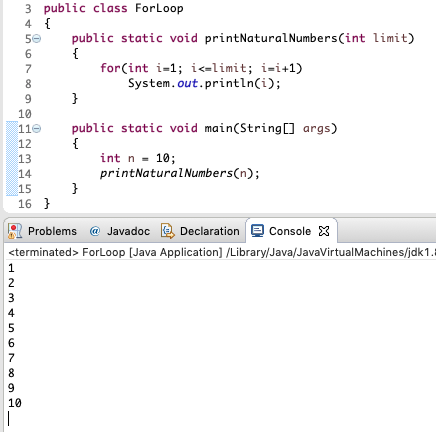 3 public class ForLoop
4 {
5 public static void printNaturalNumbers(int limit)
6 {
7 for(int i=1; i<=limit; i=i+1)
8 System.out.println(i);
9 }
10
11 public static void main(String[] args)
12 {
13 int n = 10;
14 printNaturalNumbers(n);
15 }
16 }
Problems @ Javadoc Declaration Console
<terminated> ForLoop [Java Application] /Library/Java/JavaVirtualMachines/jdk1.8
1
2
3
4
5
6
7
8
9
10